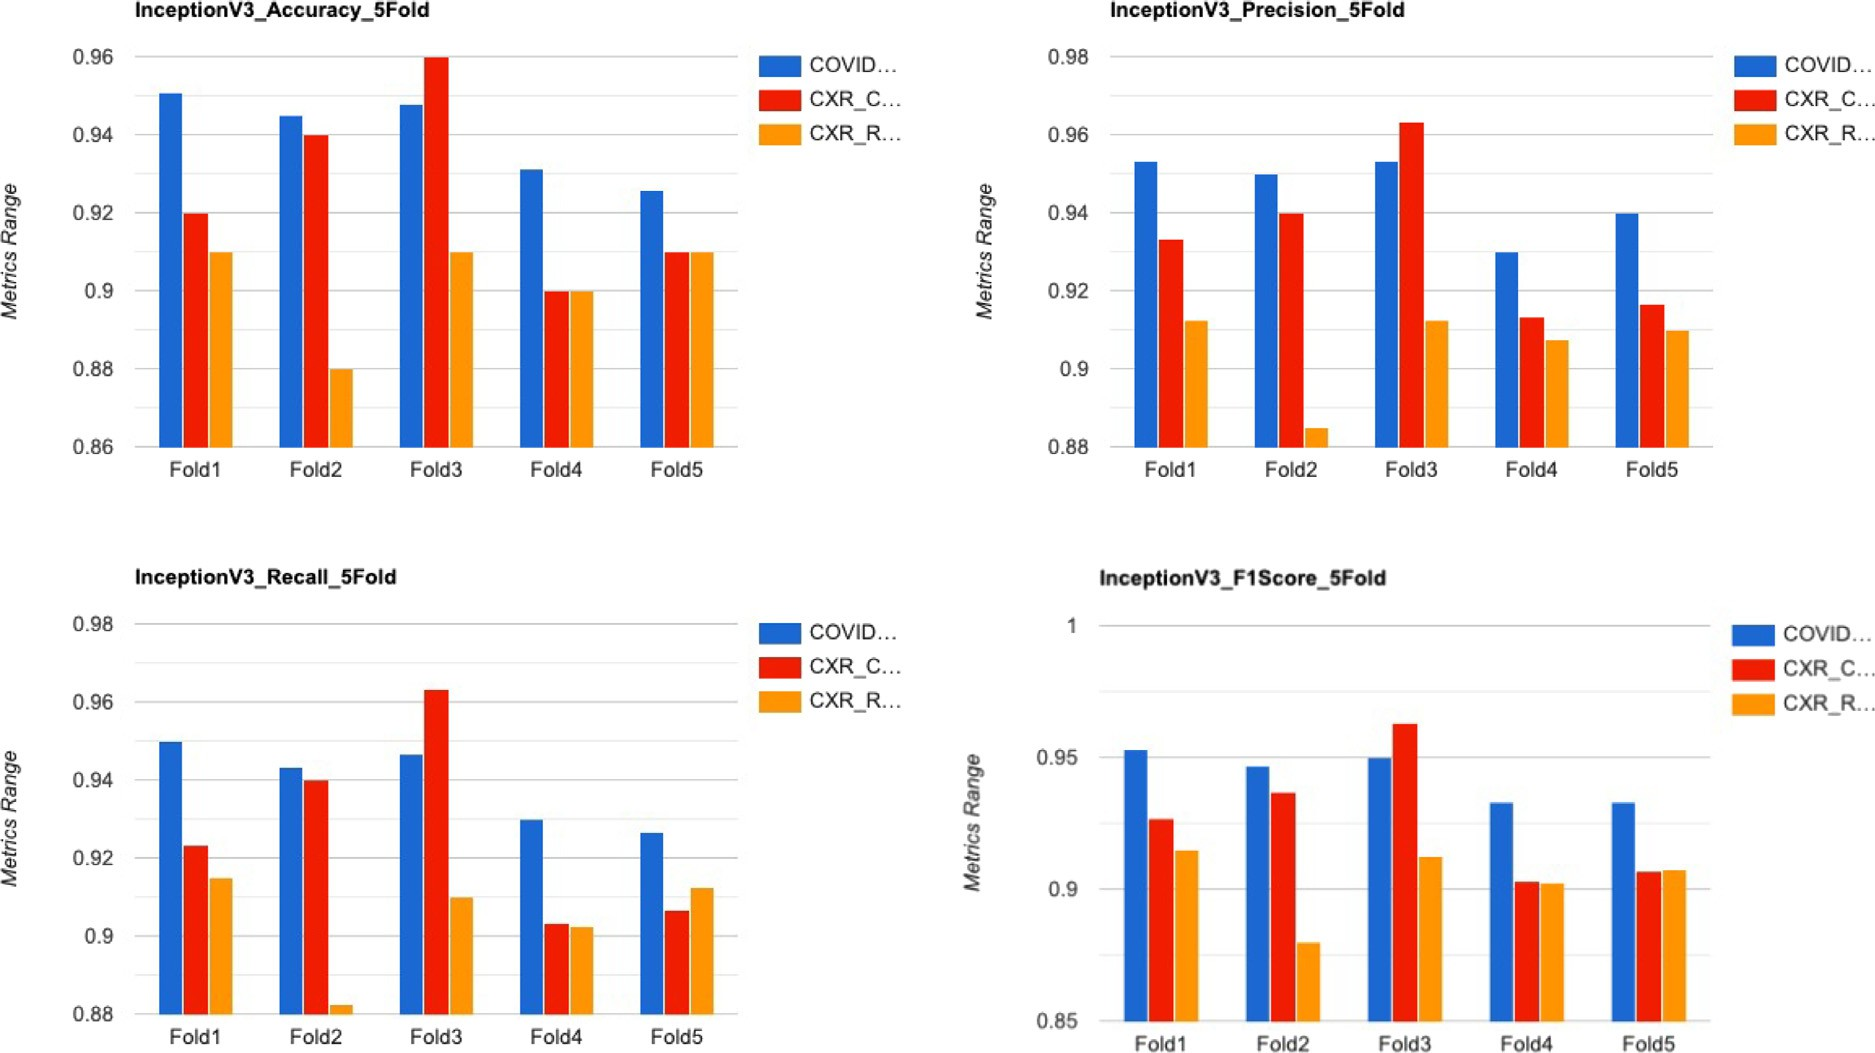 InceptionV3_Accuracy_5Fold
0.96
0.94
0.92
0.9
0.88
0.86
Metrics Range
Fold1 Fold2 Fold3 Fold4 Fold5
COVID...
CXR_C...
CXR_R...
InceptionV3_Precision_5Fold
0.98
0.96
0.94
0.92
0.9
0.88
Metrics Range
Fold1 Fold2 Fold3 Fold4 Fold5
COVID...
CXR_C...
CXR_R...
InceptionV3_Recall_5Fold
0.98
0.96
0.94
0.92
0.9
0.88
Metrics Range
Fold1 Fold2 Fold3 Fold4 Fold5
COVID...
CXR_C...
CXR_R...
InceptionV3_F1Score_5Fold
1
0.95
0.9
0.85
Metrics Range
Fold1 Fold2 Fold3 Fold4 Fold5
COVID...
CXR_C...
CXR_R...